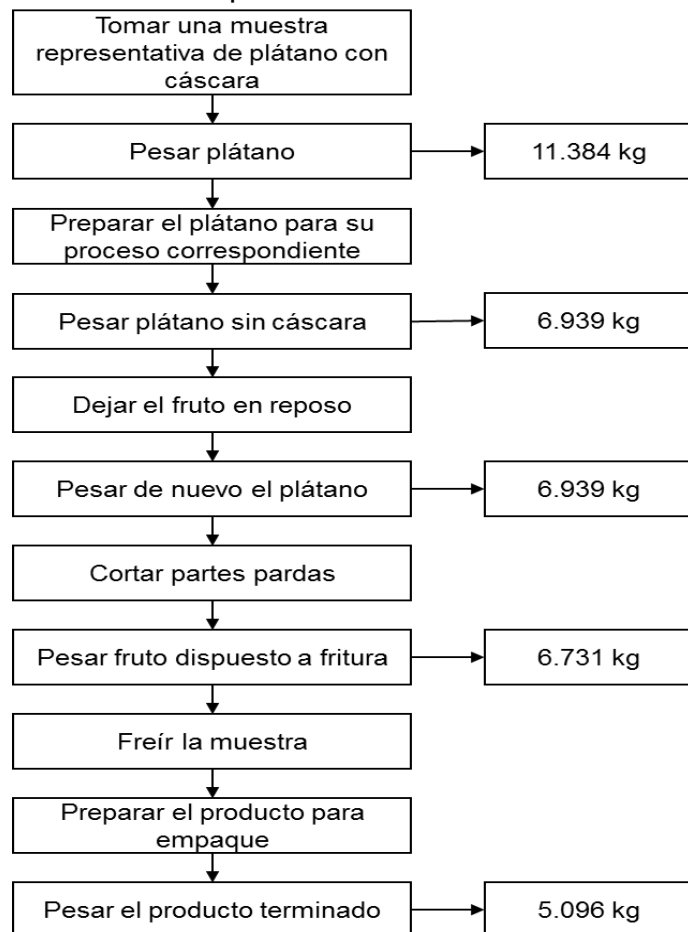 Tomar una muestra
representativa de plátano con
cáscara
Pesar plátano
11.384 kg
Preparar el plátano para su
proceso correspondiente
Pesar plátano sin cáscara
6.939 kg
Dejar el fruto en reposo
Pesar de nuevo el plátano
6.939 kg
Cortar partes pardas
Pesar fruto dispuesto a fritura
6.731 kg
Freír la muestra
Preparar el producto para
empaque
Pesar el producto terminado
5.096 kg